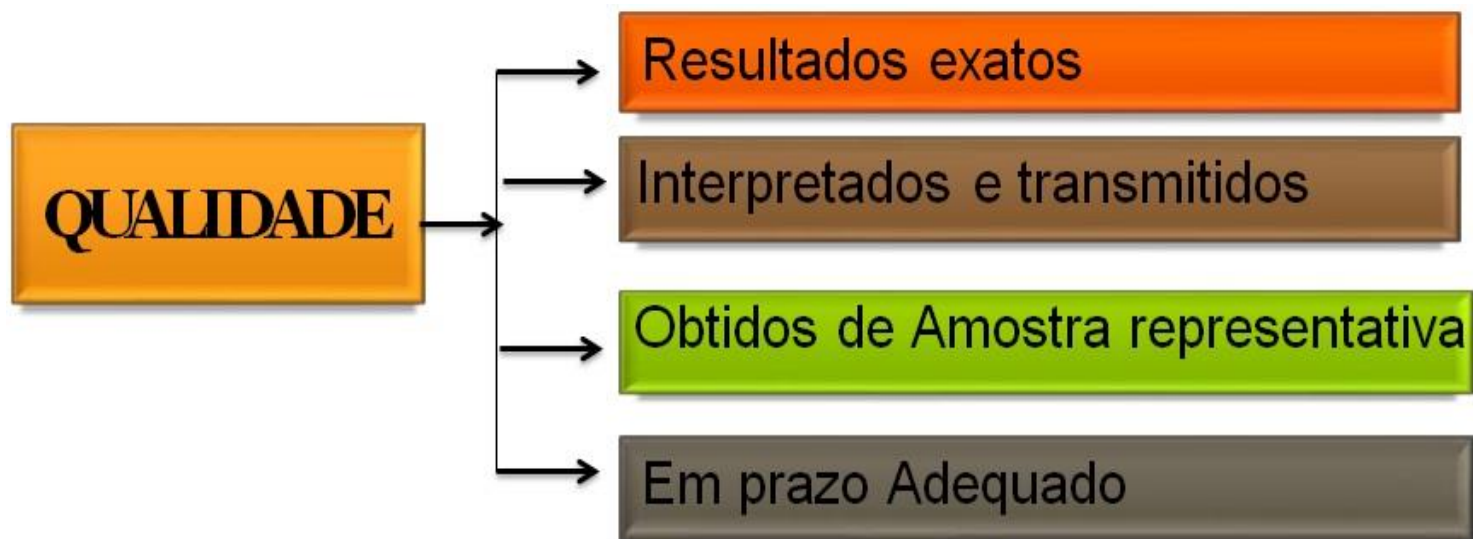 QUALIDADE
Resultados exatos
Interpretados e transmitidos
Obtidos de Amostra representativa
Em prazo Adequado